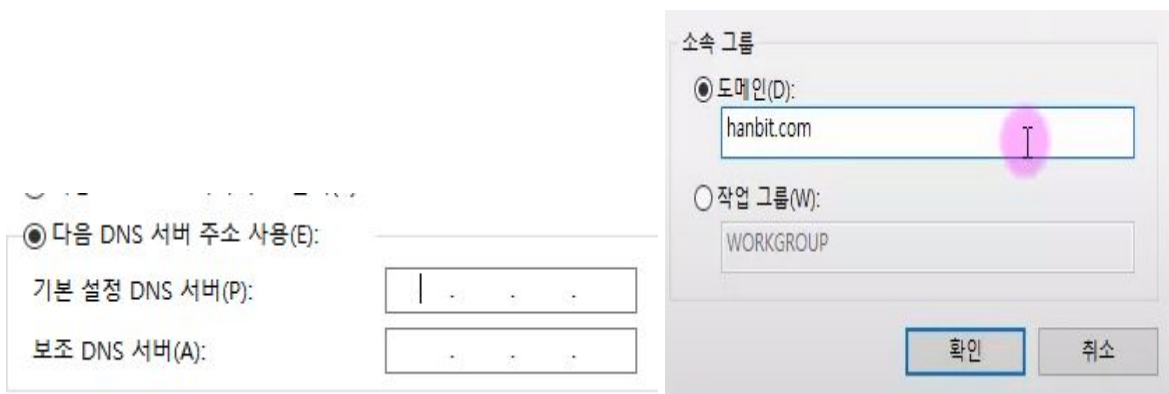 다음 DNS 서버 주소 사용(E):
기본 설정 DNS 서버(P):
. . .
보조 DNS 서버(A):
. . .
소속 그룹
도메인(D):
hanbit.com
작업 그룹(W):
WORKGROUP
확인 취소